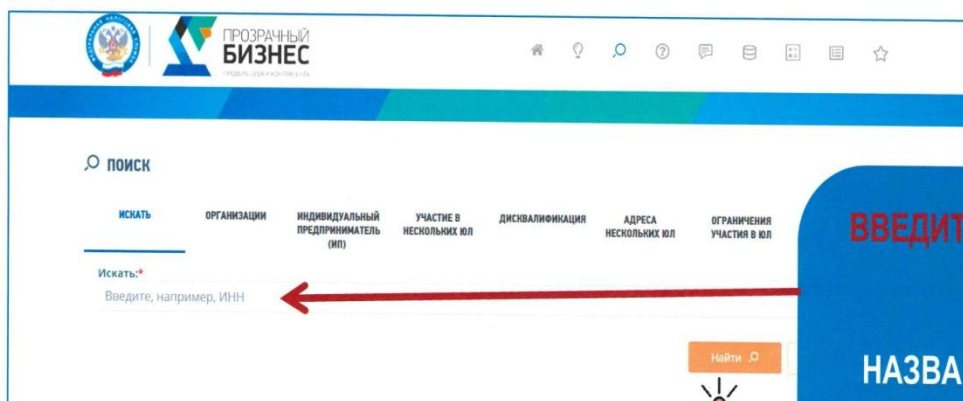 ПРОЗРАЧНЫЙ
БИЗНЕС
ПОИСК
ИСКАТЬ
ОРГАНИЗАЦИИ
ИНДИВИДУАЛЬНЫЙ
ПРЕДПРИНИМАТЕЛЬ
(ИП)
УЧАСТИЕ В
НЕСКОЛЬКИХ ЮЛ
ДИСКВАЛИФИКАЦИЯ
АДРЕСА
НЕСКОЛЬКИХ ЮЛ
ОГРАНИЧЕНИЯ
УЧАСТИЯ В ЮЛ
Искать:*
Введите, например, ИНН
Найти
ВВЕДИТ
НАЗВА